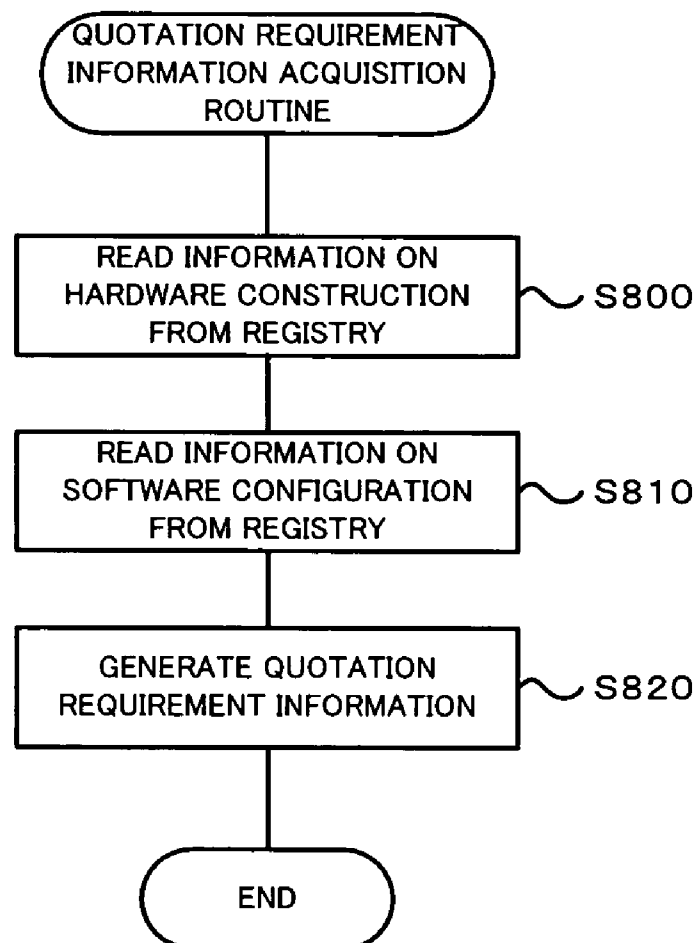 QUOTATION REQUIREMENT
INFORMATION ACQUISITION
ROUTINE
READ INFORMATION ON
HARDWARE CONSTRUCTION
FROM REGISTRY
S800
READ INFORMATION ON
SOFTWARE CONFIGURATION
FROM REGISTRY
S810
GENERATE QUOTATION
REQUIREMENT INFORMATION
S820
END